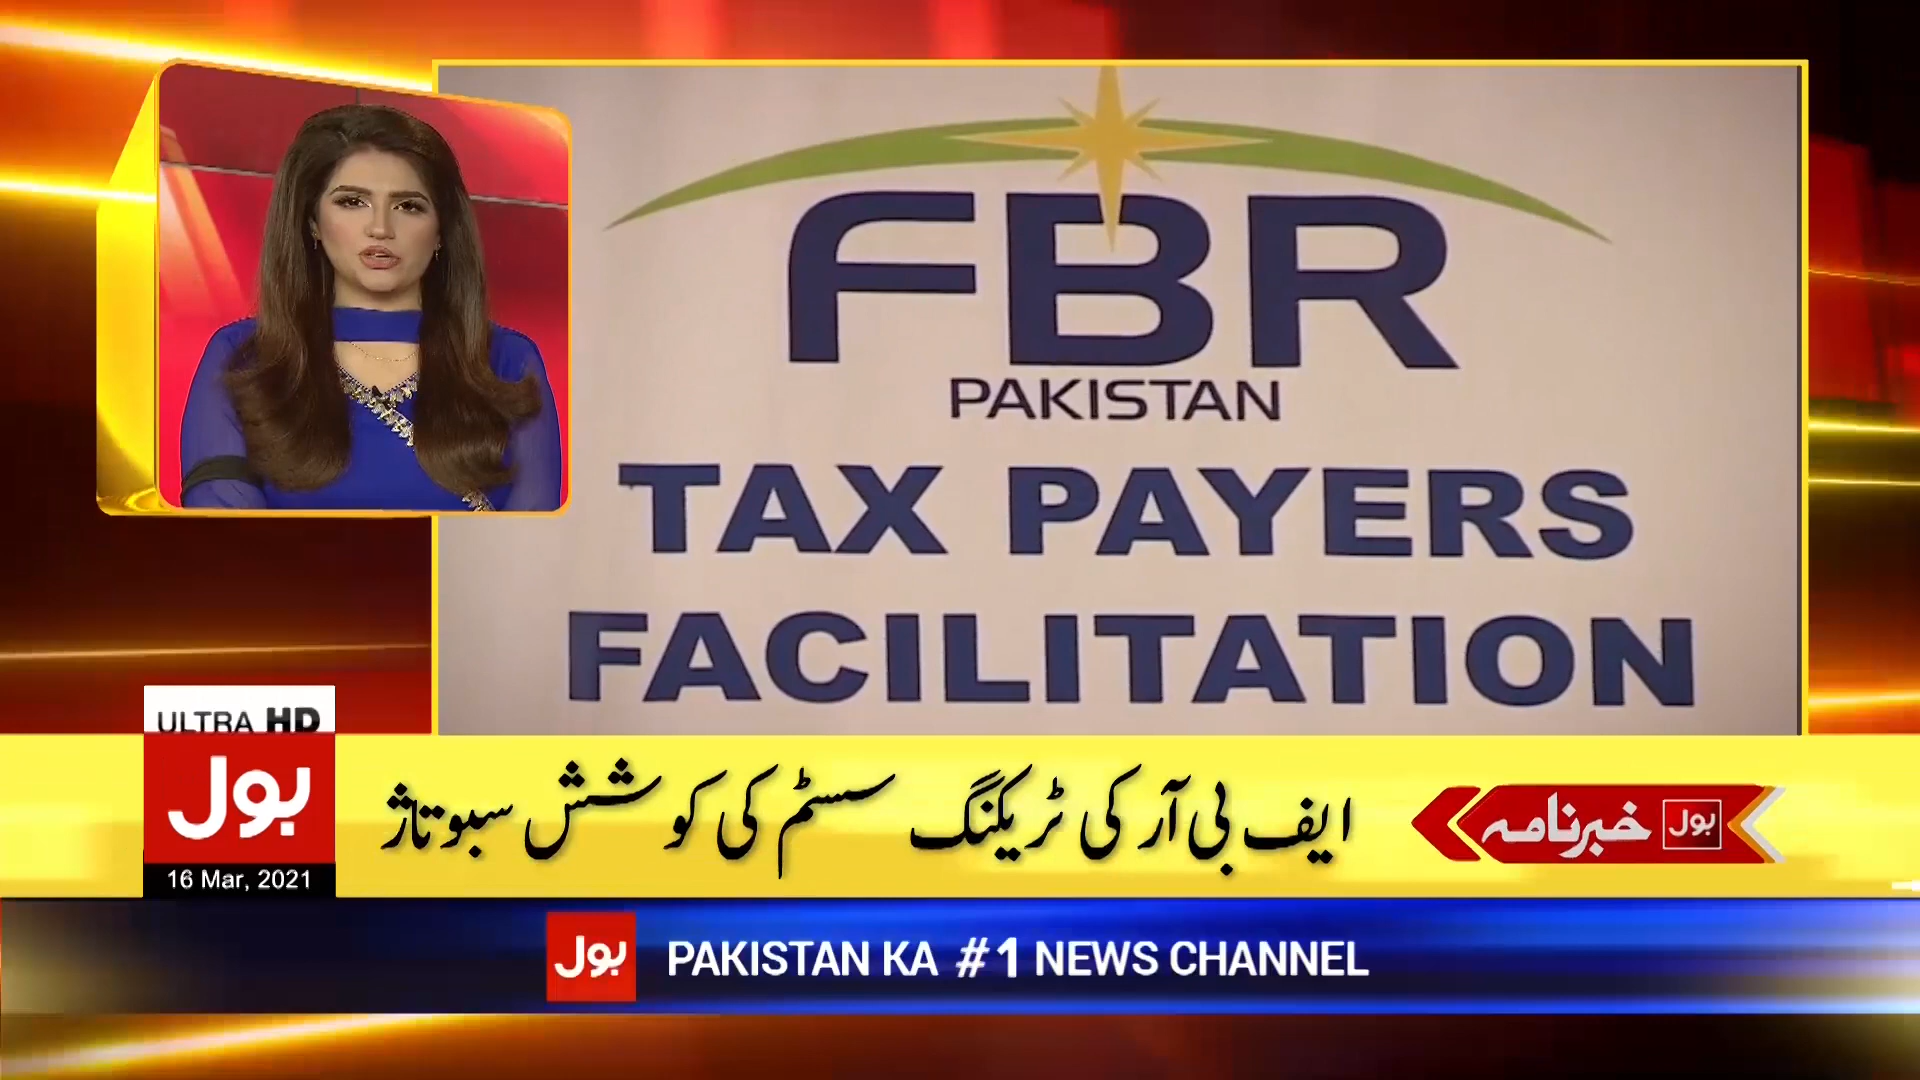 FBR
PAKISTAN
TAX PAYERS
FACILITATION
ULTRA HD
بول
16 Mar, 2021
ایف بی آر کی ٹریکنگ سسٹم کی کوشش سبوتاژ
بول خبرنامہ
بول PAKISTAN KA #1 NEWS CHANNEL